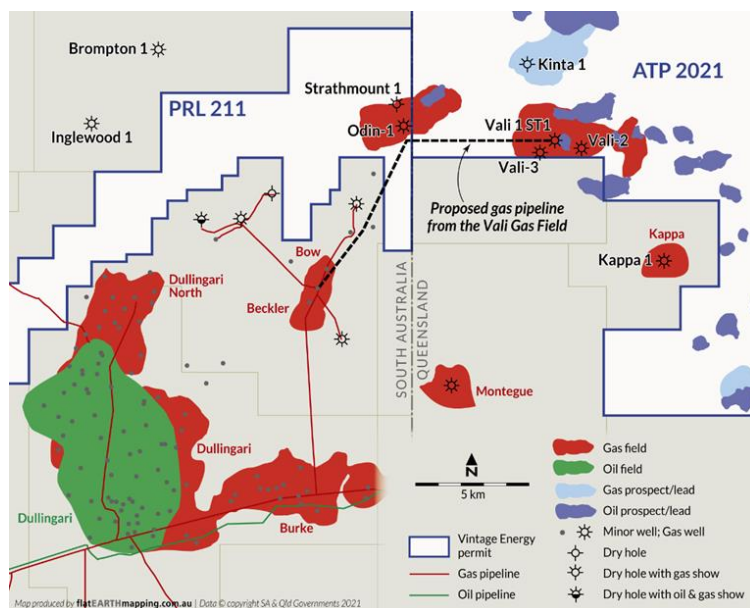 Brompton 1
Kinta 1
ATP 2021
Strathmount 1
PRL 211
Odin-1
Inglewood 1
Vali 1 ST1
Vali-2
Vali-3
Proposed gas pipeline
from the Vali Gas Field
Kappa
Kappa 1
Bow
Dullingari
North
Beckler
SOUTH AUSTRALIA
QUEENSLAND
Montegue
Dullingari
Dullingari
Burke
N
5 km
Gas field
Oil field
Gas prospect/lead
Oil prospect/lead
Minor well; Gas well
Dry hole
Dry hole with gas show
Dry hole with oil & gas show
Vintage Energy
permit
Gas pipeline
Oil pipeline
Map produced by flatEARTHmapping.com.au | Data © copyright SA & Qld Governments 2021